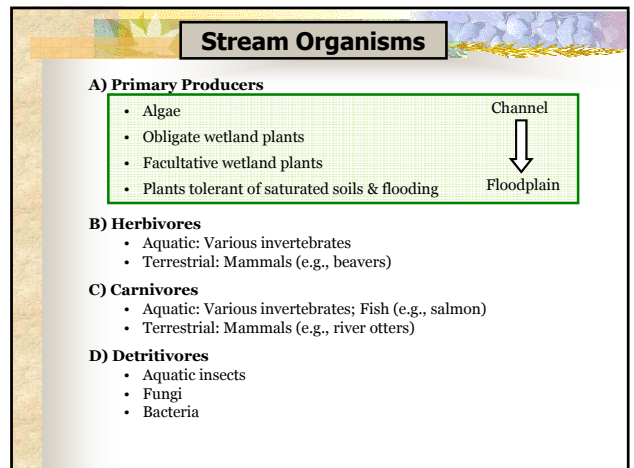 Stream Organisms
A) Primary Producers
• Algae
• Obligate wetland plants
• Facultative wetland plants
• Plants tolerant of saturated soils & flooding
Channel
Floodplain
B) Herbivores
• Aquatic: Various invertebrates
• Terrestrial: Mammals (e.g., beavers)
C) Carnivores
• Aquatic: Various invertebrates; Fish (e.g., salmon)
• Terrestrial: Mammals (e.g., river otters)
D) Detritivores
• Aquatic insects
• Fungi
• Bacteria